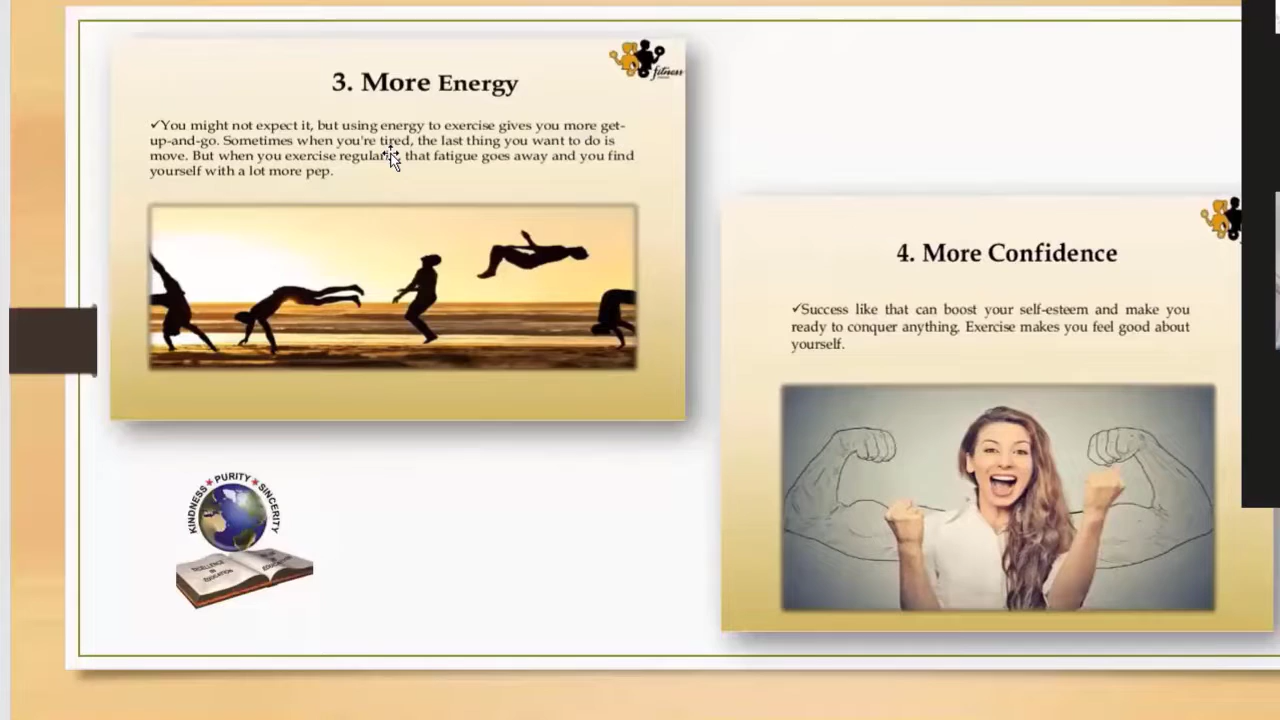 3. More Energy
fitness
✓You might not expect it, but using energy to exercise gives you more get-
up-and-go. Sometimes when you're tired, the last thing you want to do is
move. But when you exercise regularly, that fatigue goes away and you find
yourself with a lot more pep.
4. More Confidence
✓Success like that can boost your self-esteem and make you
ready to conquer anything. Exercise makes you feel good about
yourself.
KINDNESS ★ PURITY ★ SINCERITY
EXCELLENCE
IN
EDUCATION